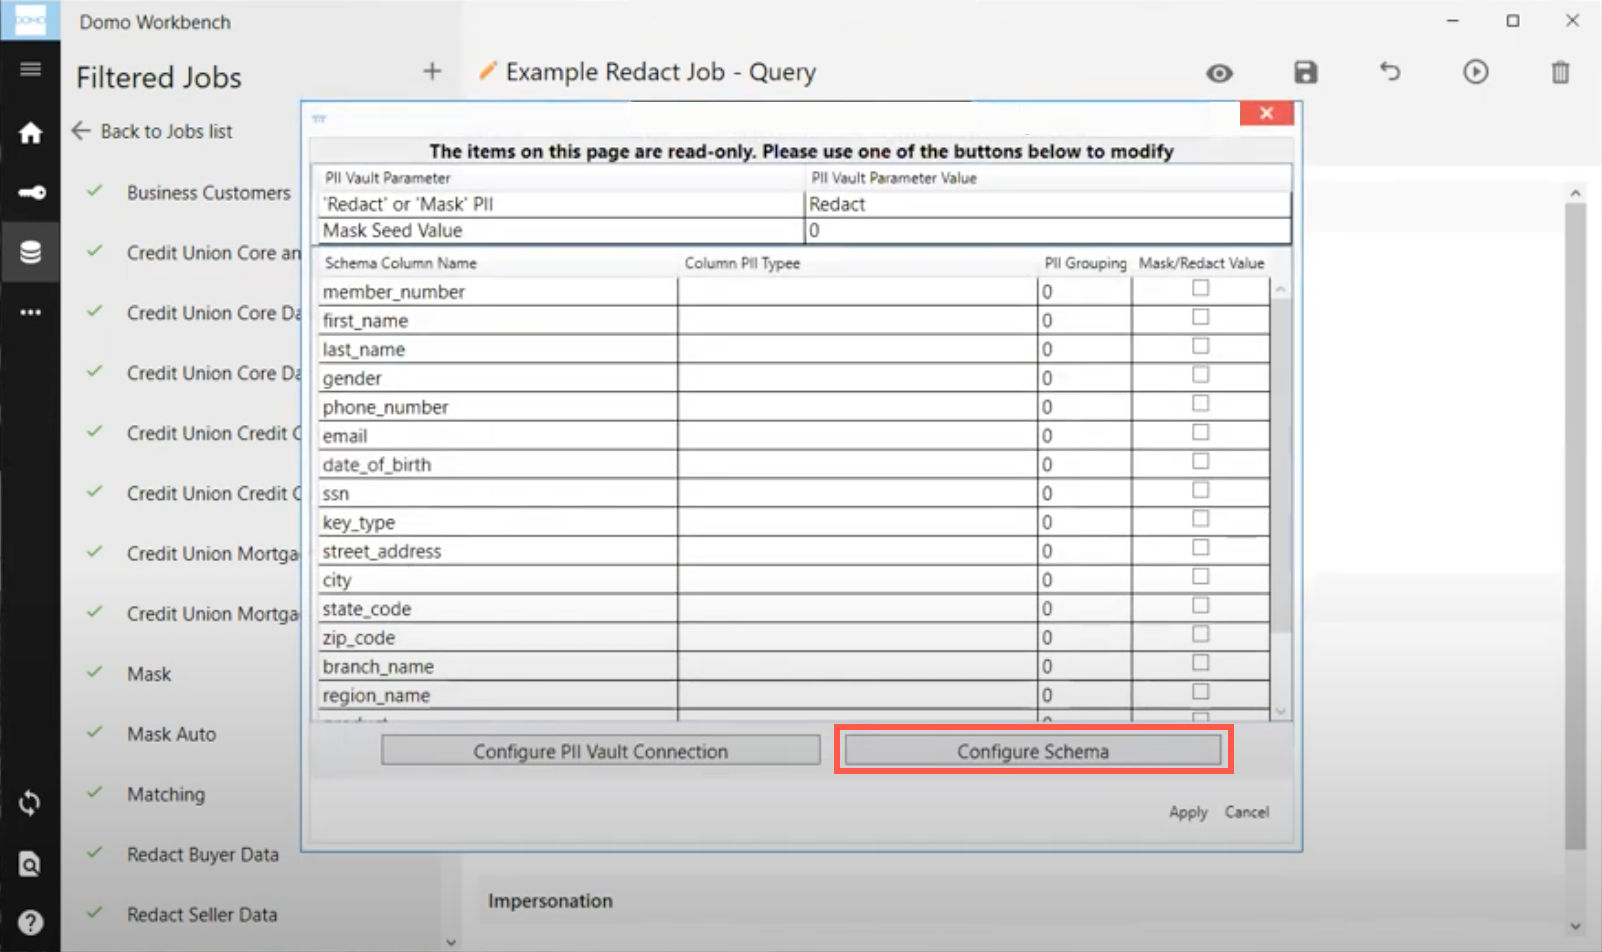 DOMO
Domo Workbench
Filtered Jobs
Example Redact Job - Query
Back to Jobs list
Business Customers
Credit Union Core an
Credit Union Core Da
Credit Union Core Da
Credit Union Credit C
Credit Union Credit C
Credit Union Mortga
Credit Union Mortga
Mask
Mask Auto
Matching
Redact Buyer Data
Redact Seller Data
The items on this page are read-only. Please use one of the buttons below to modify
PII Vault Parameter PII Vault Parameter Value
'Redact' or 'Mask' PII Redact
Mask Seed Value 0
Schema Column Name Column PII Typee PII Grouping Mask/Redact Value
member_number 0
first_name 0
last_name 0
gender 0
phone_number 0
email 0
date_of_birth 0
ssn 0
key_type 0
street_address 0
city 0
state_code 0
zip_code 0
branch_name 0
region_name 0
Configure PII Vault Connection Configure Schema
Apply Cancel
Impersonation